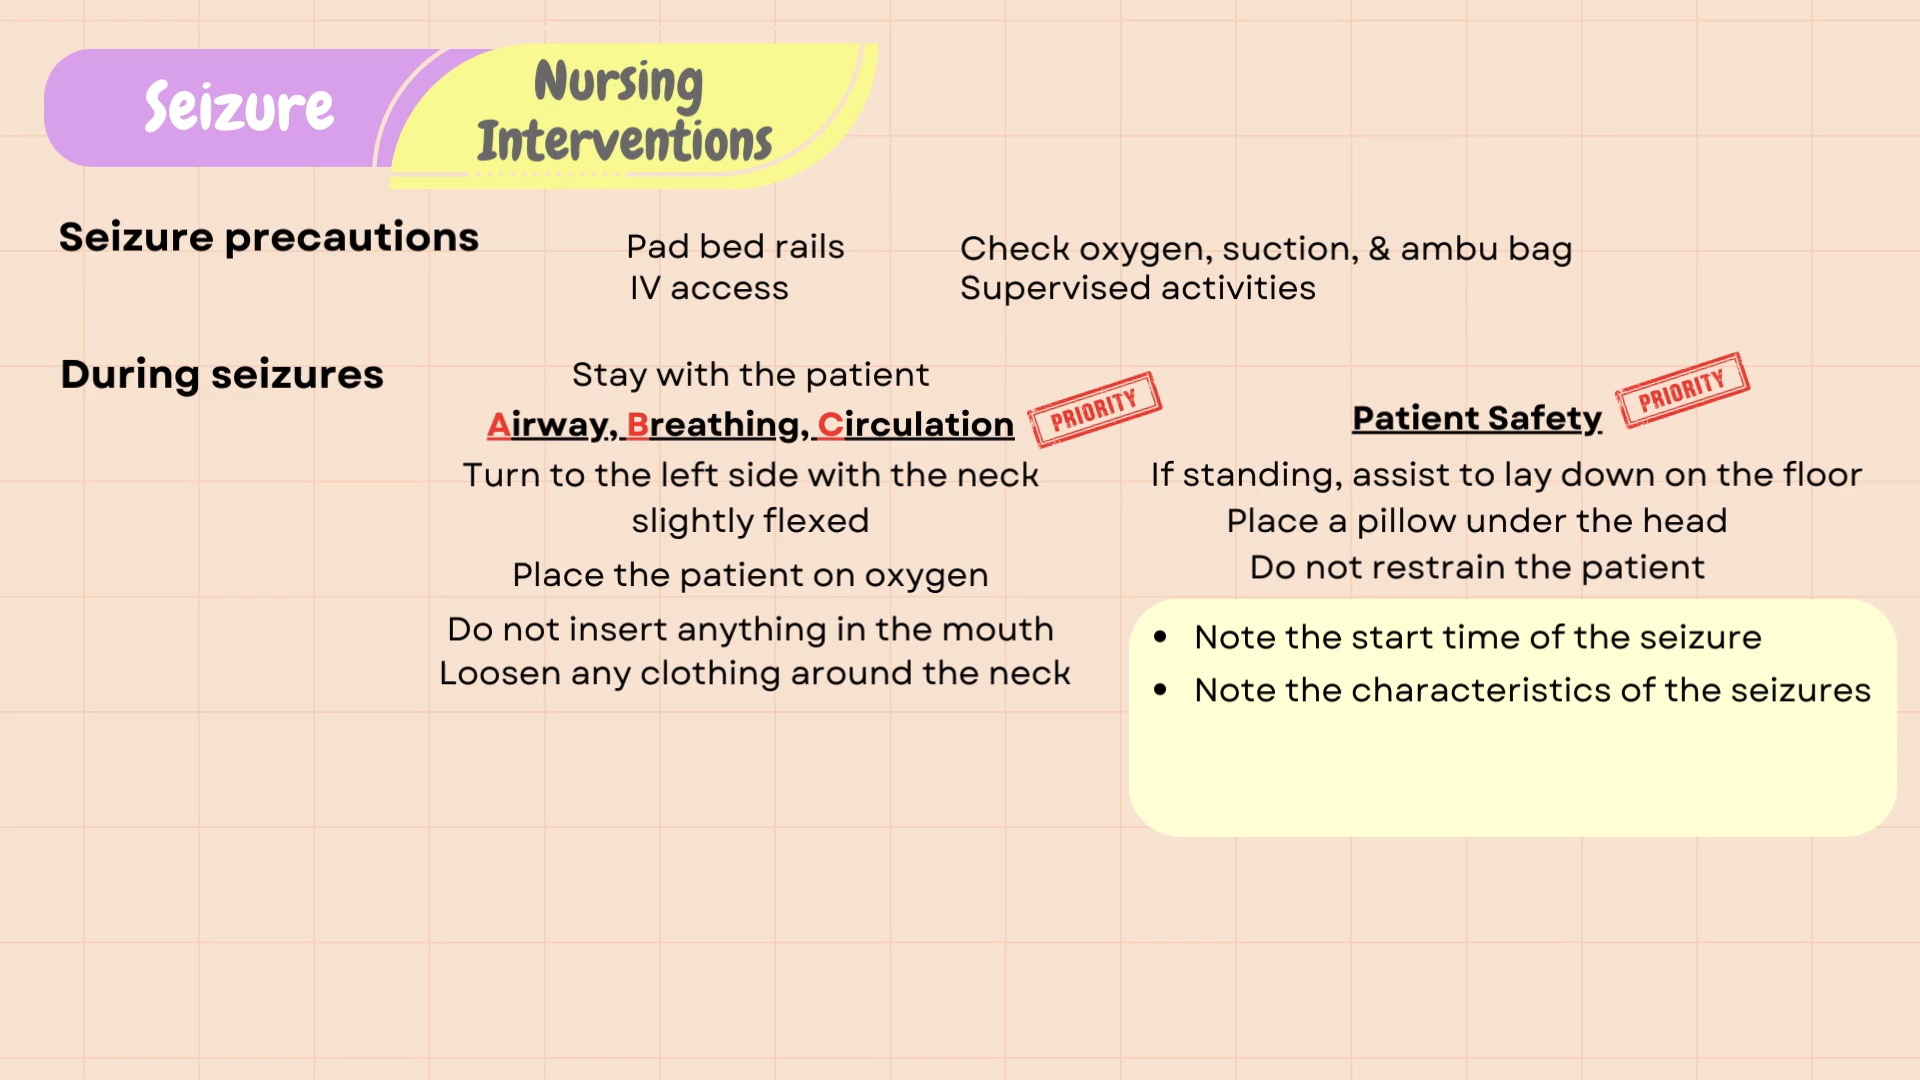 Seizure
Nursing
Interventions
Seizure precautions
Pad bed rails
IV access
Check oxygen, suction, & ambu bag
Supervised activities
During seizures
Stay with the patient
Airway, Breathing, Circulation
PRIORITY
Turn to the left side with the neck
slightly flexed
Place the patient on oxygen
Do not insert anything in the mouth
Loosen any clothing around the neck
Patient Safety
PRIORITY
If standing, assist to lay down on the floor
Place a pillow under the head
Do not restrain the patient
• Note the start time of the seizure
• Note the characteristics of the seizures